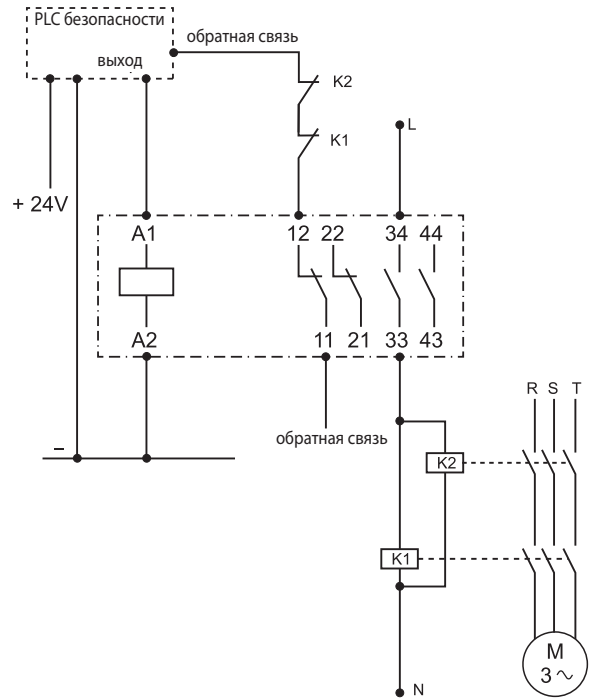 PLC безопасности
обратная связь
выход
K2
K1
L
+ 24V
A1 12 22 34 44
A2 11 21 33 43
R S T
обратная связь
–
K2
K1
M
3 ~
N